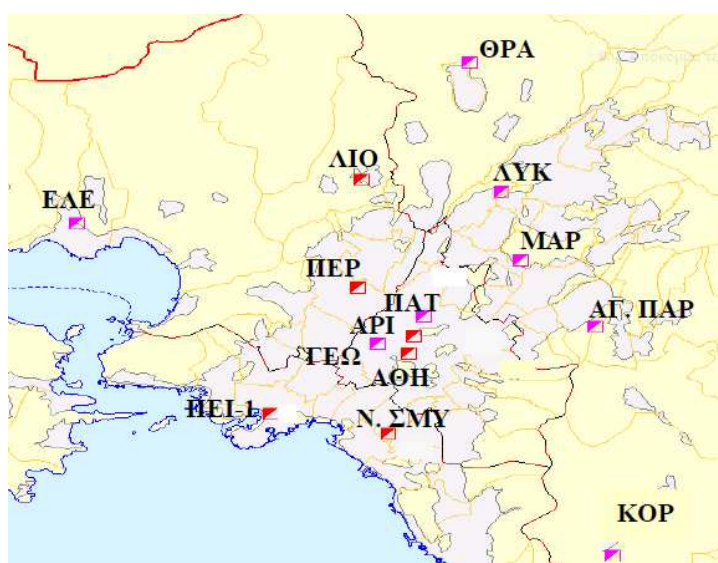 ΘΡΑ
ΛΙΟ
ΛΥΚ
ΕΛΕ
ΜΑΡ
ΠΕΡ
ΠΑΤ
ΑΓ. ΠΑΡ
ΑΡΙ
ΓΕΩ
ΑΘΗ
ΠΕΙ-1
Ν. ΣΜΥ
ΚΟΡ